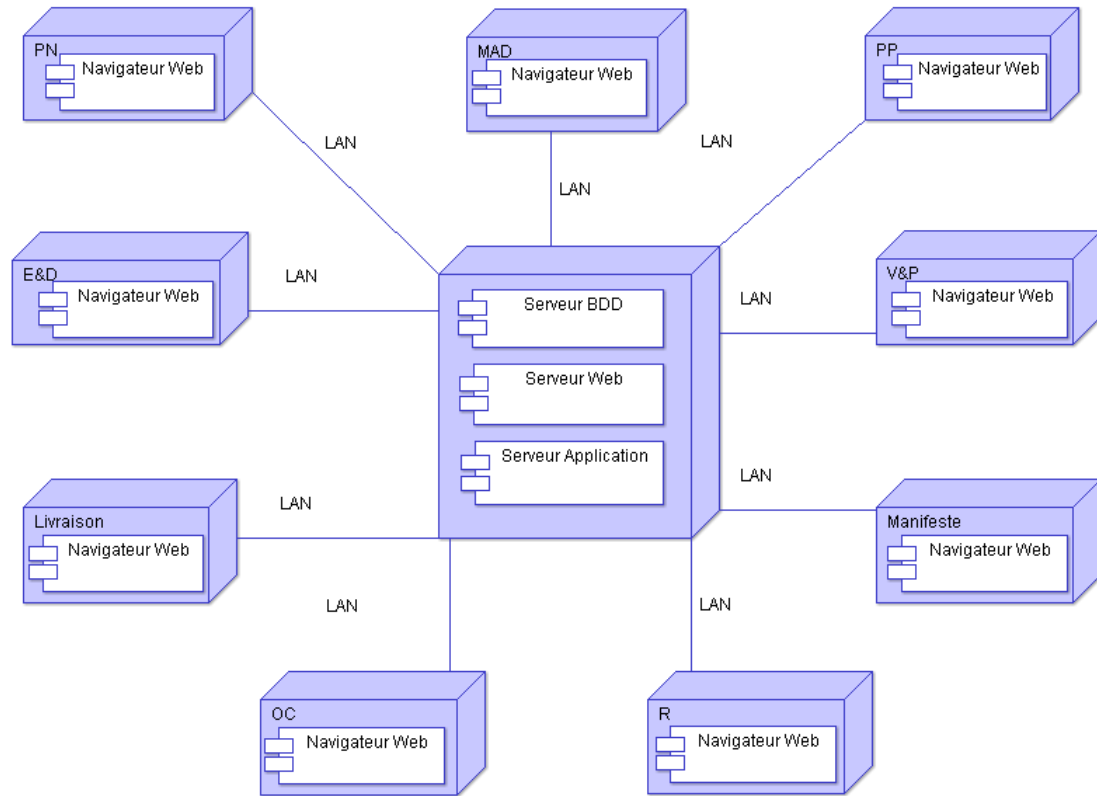 PN
Navigateur Web
MAD
Navigateur Web
PP
Navigateur Web
LAN
LAN
LAN
E&D
Navigateur Web
LAN
Serveur BDD
Serveur Web
Serveur Application
V&P
Navigateur Web
LAN
Livraison
Navigateur Web
LAN
Manifeste
Navigateur Web
LAN
LAN
LAN
OC
Navigateur Web
R
Navigateur Web